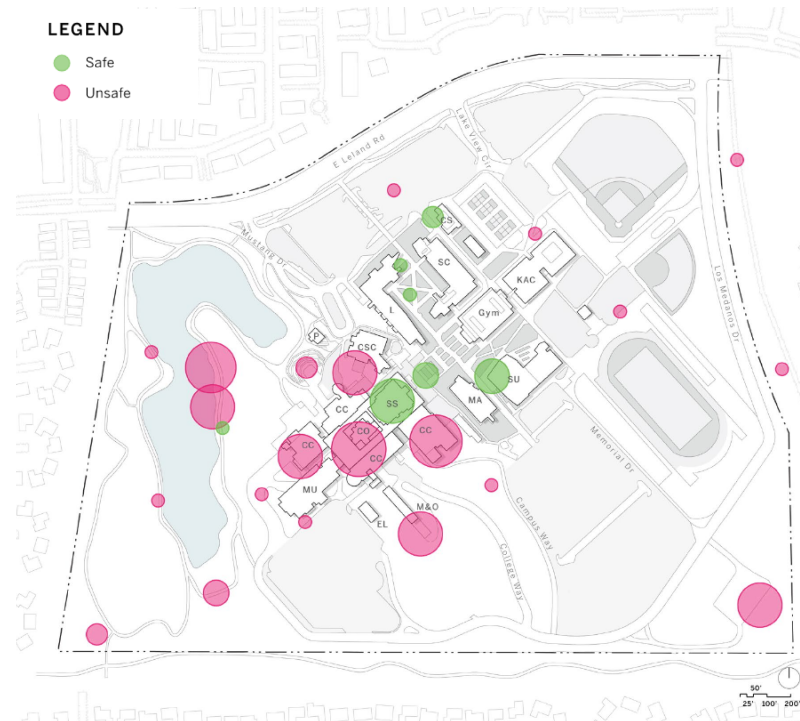 LEGEND
Safe
Unsafe
E Leland Rd
Lake View Cir
Mustang Dr
CS
SC
KAC
L
Gym
P
CSC
SU
MA
SS
CC
CO
CC
CC
CC
MU
M&O
EL
Los Medanos Dr
Memorial Dr
Campus Way
College Way
50'
25' 100' 200'